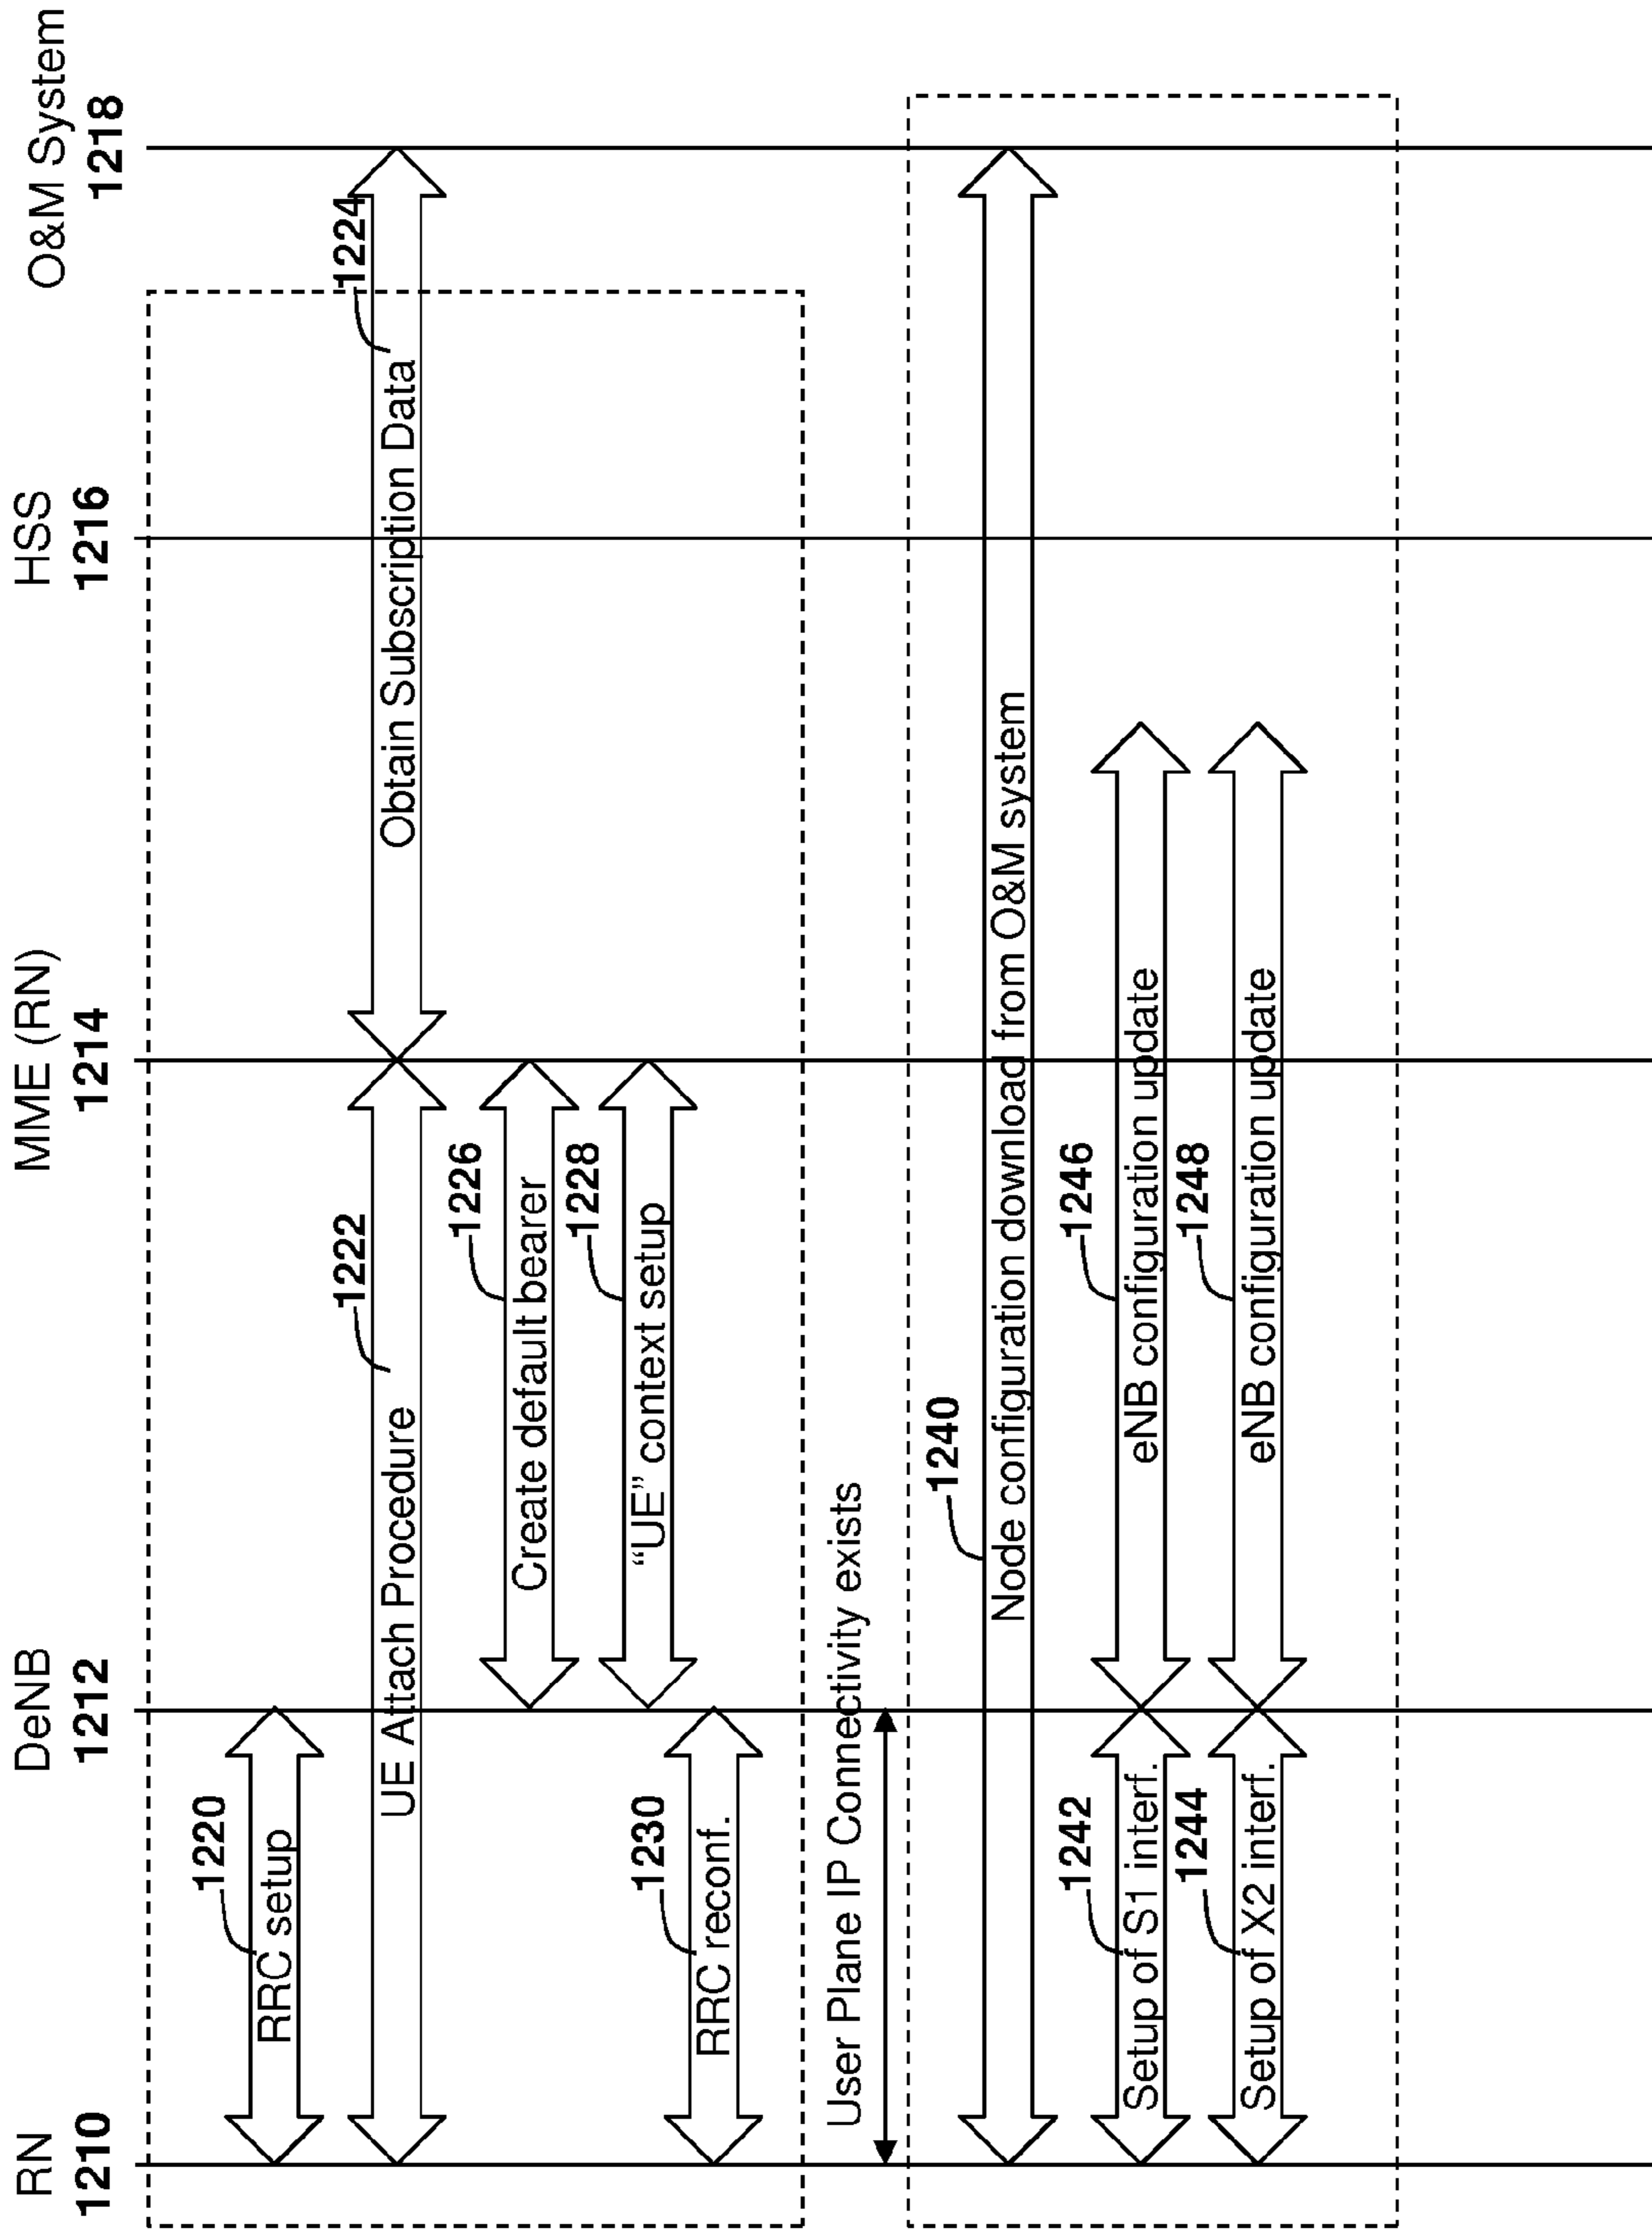 RN
1210
DeNB
1212
MME (RN)
1214
HSS
1216
O&M System
1218
1220
RRC setup
1222
UE Attach Procedure
1224
Obtain Subscription Data
1226
Create default bearer
1228
“UE” context setup
1230
RRC reconf.
User Plane IP Connectivity exists
1240
Node configuration download from O&M system
1242
Setup of S1 interf.
1246
eNB configuration update
1244
Setup of X2 interf.
1248
eNB configuration update